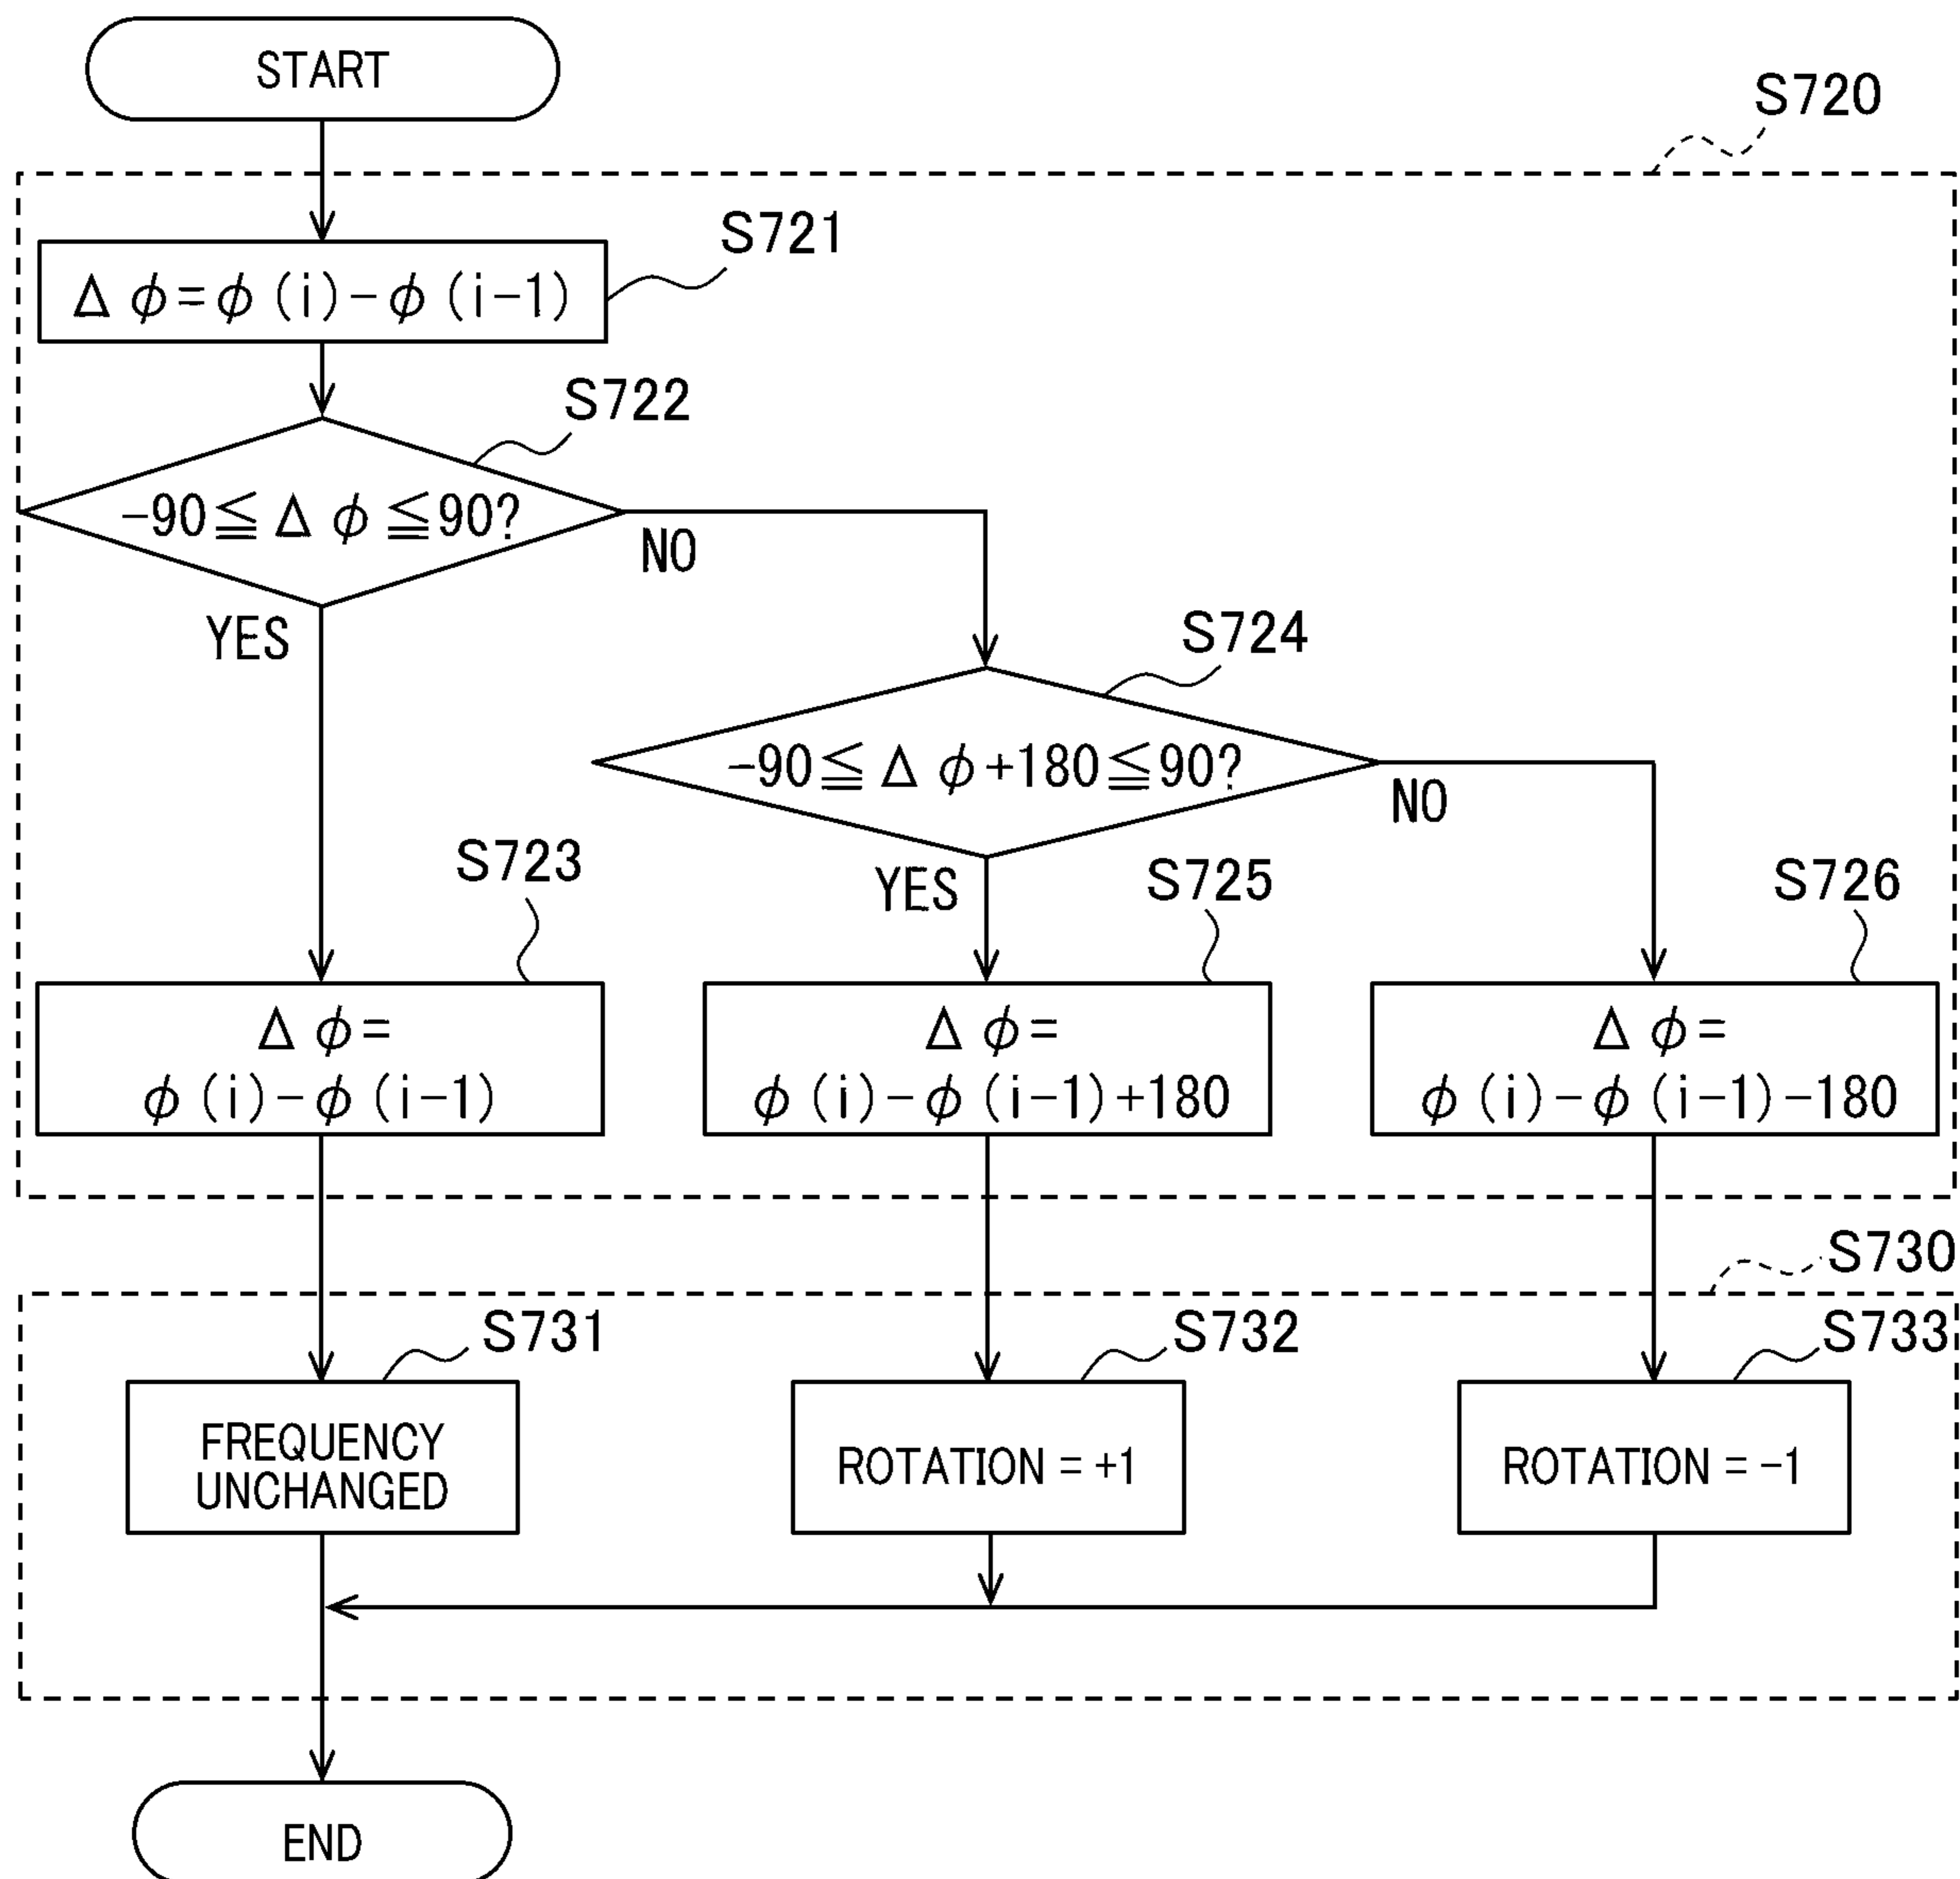 START
S720
S721
Δφ=φ(i)-φ(i-1)
S722
-90≦Δφ≦90?
NO
YES
S724
-90≦Δφ+180≦90?
NO
YES
S723
S725
S726
Δφ=
φ(i)-φ(i-1)
Δφ=
φ(i)-φ(i-1)+180
Δφ=
φ(i)-φ(i-1)-180
S730
S731
S732
S733
FREQUENCY
UNCHANGED
ROTATION = +1
ROTATION = -1
END